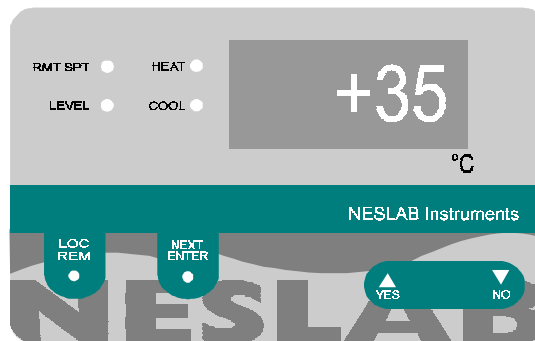 RMT SPT HEAT
LEVEL COOL
+35
°C
NESLAB Instruments
LOC
REM
NEXT
ENTER
YES NO
NESLAB